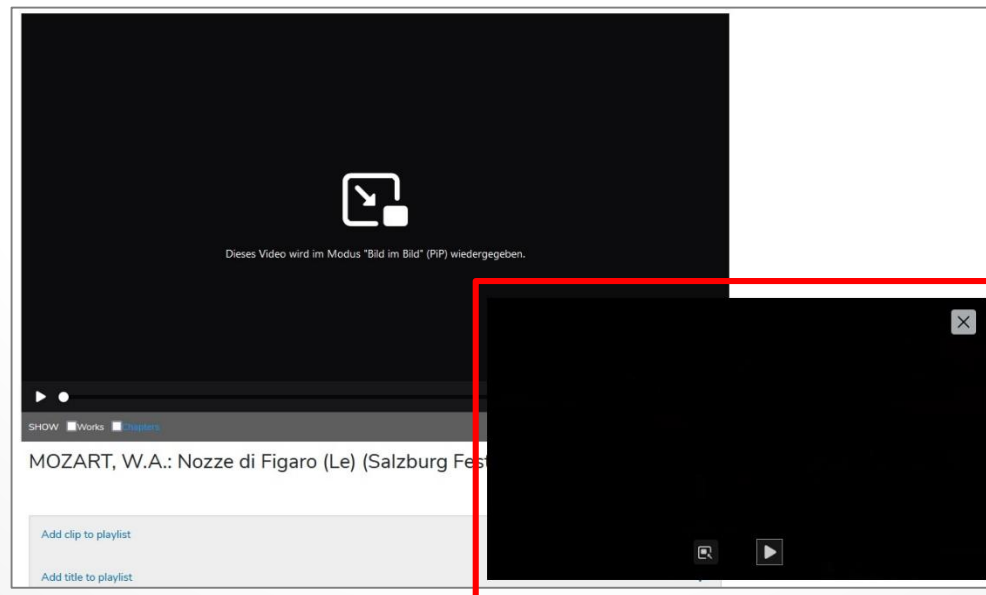 Dieses Video wird im Modus "Bild im Bild" (PiP) wiedergegeben.
SHOW Works Chapters
MOZART, W.A.: Nozze di Figaro (Le) (Salzburg Fest
Add clip to playlist
Add title to playlist